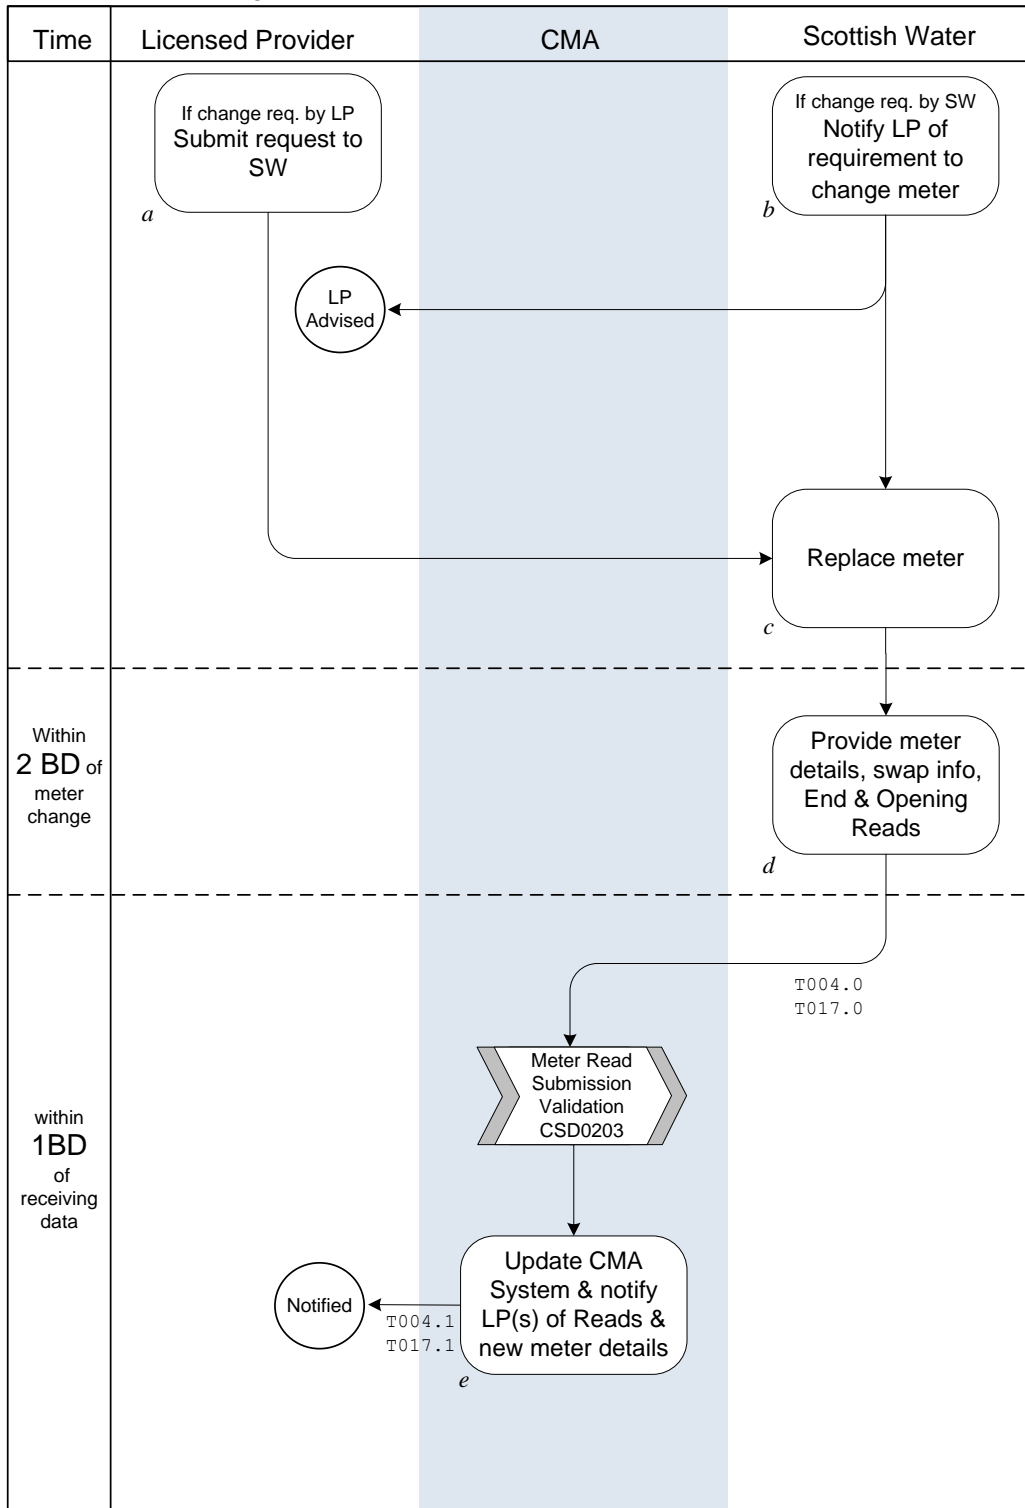 Time
Licensed Provider
CMA
Scottish Water
If change req. by LP
Submit request to
SW
a
If change req. by SW
Notify LP of
requirement to
change meter
b
LP
Advised
Replace meter
c
Within
2 BD of
meter
change
Provide meter
details, swap info,
End & Opening
Reads
d
T004.0
T017.0
within
1BD
of
receiving
data
Meter Read
Submission
Validation
CSD0203
Update CMA
System & notify
LP(s) of Reads &
new meter details
e
Notified
T004.1
T017.1